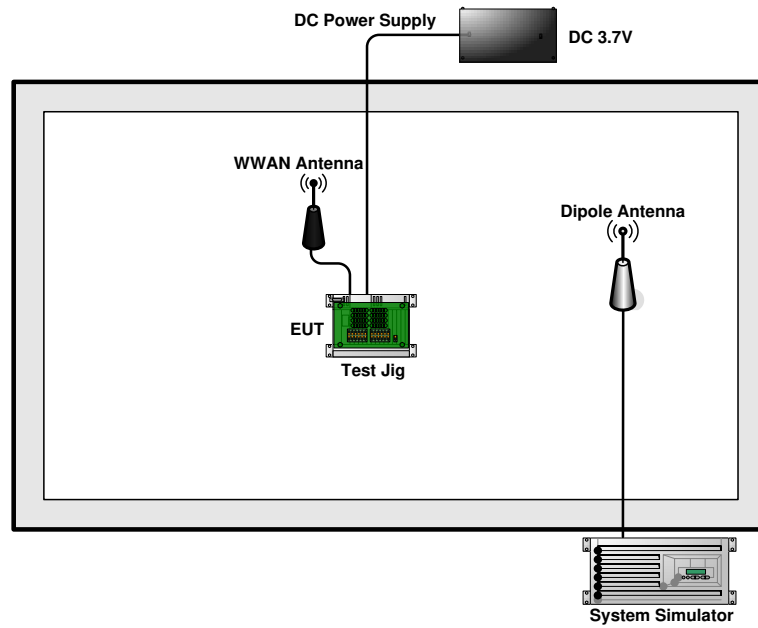 DC Power Supply
DC 3.7V
WWAN Antenna
Dipole Antenna
EUT
Test Jig
System Simulator